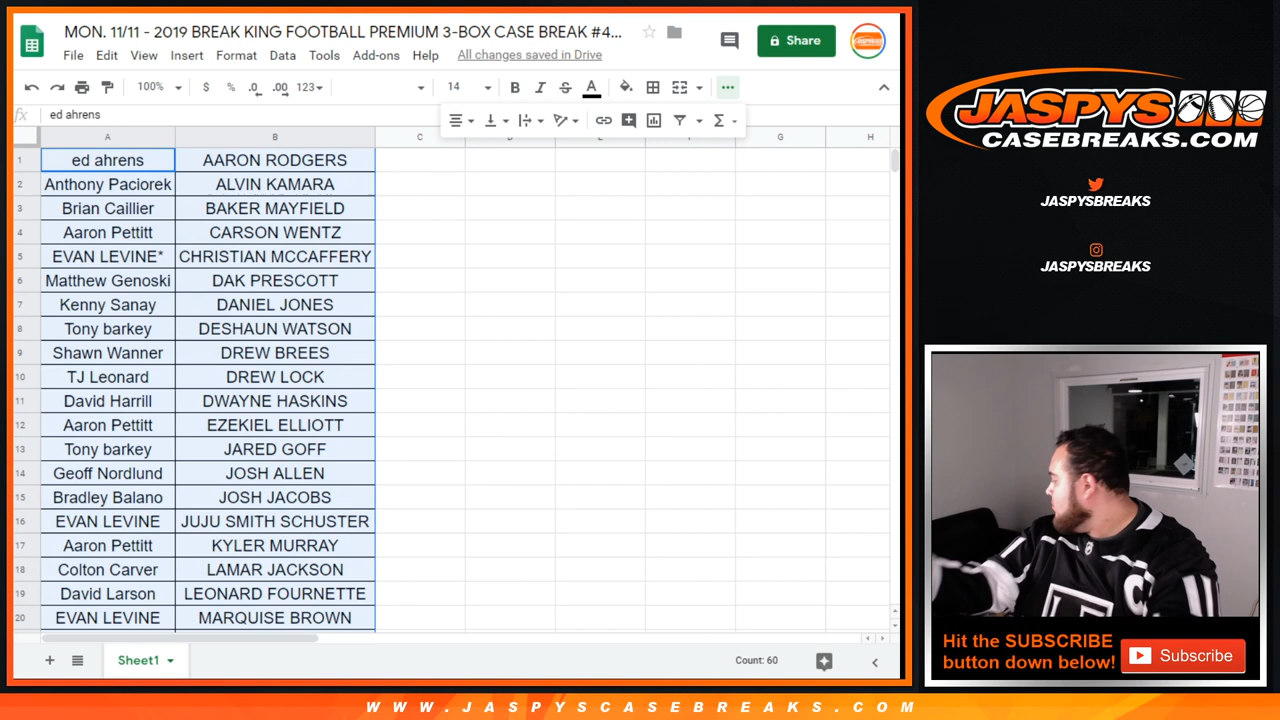 MON. 11/11 - 2019 BREAK KING FOOTBALL PREMIUM 3-BOX CASE BREAK #4...
File Edit View Insert Format Data Tools Add-ons Help All changes saved in Drive
Share
100% $ % .0 .00 123 14 B I S A
fx ed ahrens
A B C G H
1 ed ahrens AARON RODGERS
2 Anthony Paciorek ALVIN KAMARA
3 Brian Caillier BAKER MAYFIELD
4 Aaron Pettitt CARSON WENTZ
5 EVAN LEVINE* CHRISTIAN MCCAFFERY
6 Matthew Genoski DAK PRESCOTT
7 Kenny Sanay DANIEL JONES
8 Tony barkey DESHAUN WATSON
9 Shawn Wanner DREW BREES
10 TJ Leonard DREW LOCK
11 David Harrill DWAYNE HASKINS
12 Aaron Pettitt EZEKIEL ELLIOTT
13 Tony barkey JARED GOFF
14 Geoff Nordlund JOSH ALLEN
15 Bradley Balano JOSH JACOBS
16 EVAN LEVINE JUJU SMITH SCHUSTER
17 Aaron Pettitt KYLER MURRAY
18 Colton Carver LAMAR JACKSON
19 David Larson LEONARD FOURNETTE
20 EVAN LEVINE MARQUISE BROWN
Sheet1
Count: 60
JASPYS
CASEBREAKS.COM
JASPYSBREAKS
JASPYSBREAKS
Hit the SUBSCRIBE
button down below!
Subscribe
WWW.JASPYSCASEBREAKS.COM